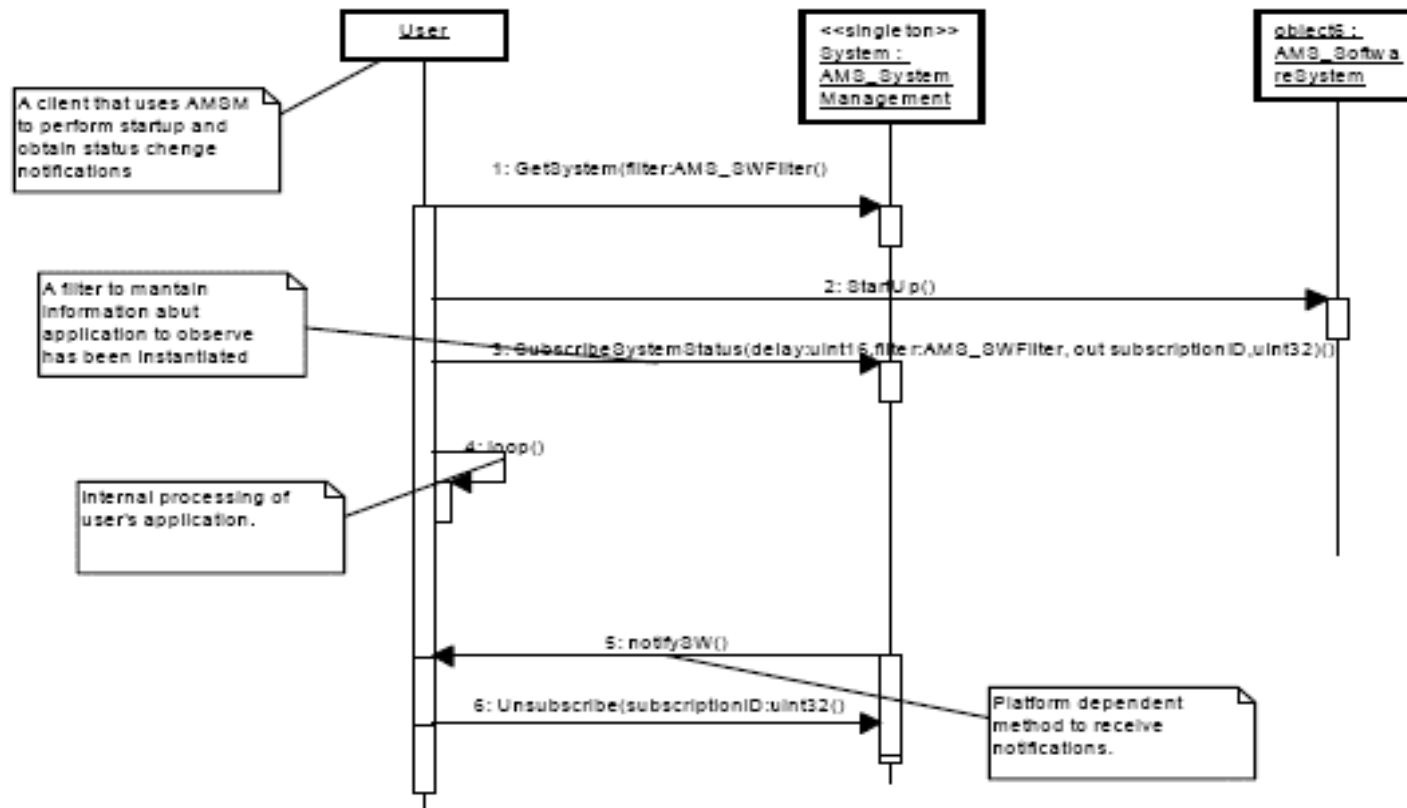 User
<<singleton>>
System :
AMS_System
Management
object6 :
AMS_Softwa
reSystem
A client that uses AMSM
to perform startup and
obtain status chenge
notifications
1: GetSystem(filter:AMS_SWFilter()
2: StartUp()
A filter to mantain
information abut
application to observe
has been instantiated
3: SubscribeSystemStatus(delay:uint16,filter:AMS_SWFilter, out subscriptionID,uint32)()
4: loop()
Internal processing of
user's application.
5: notifySW()
6: Unsubscribe(subscriptionID:uint32()
Platform dependent
method to receive
notifications.